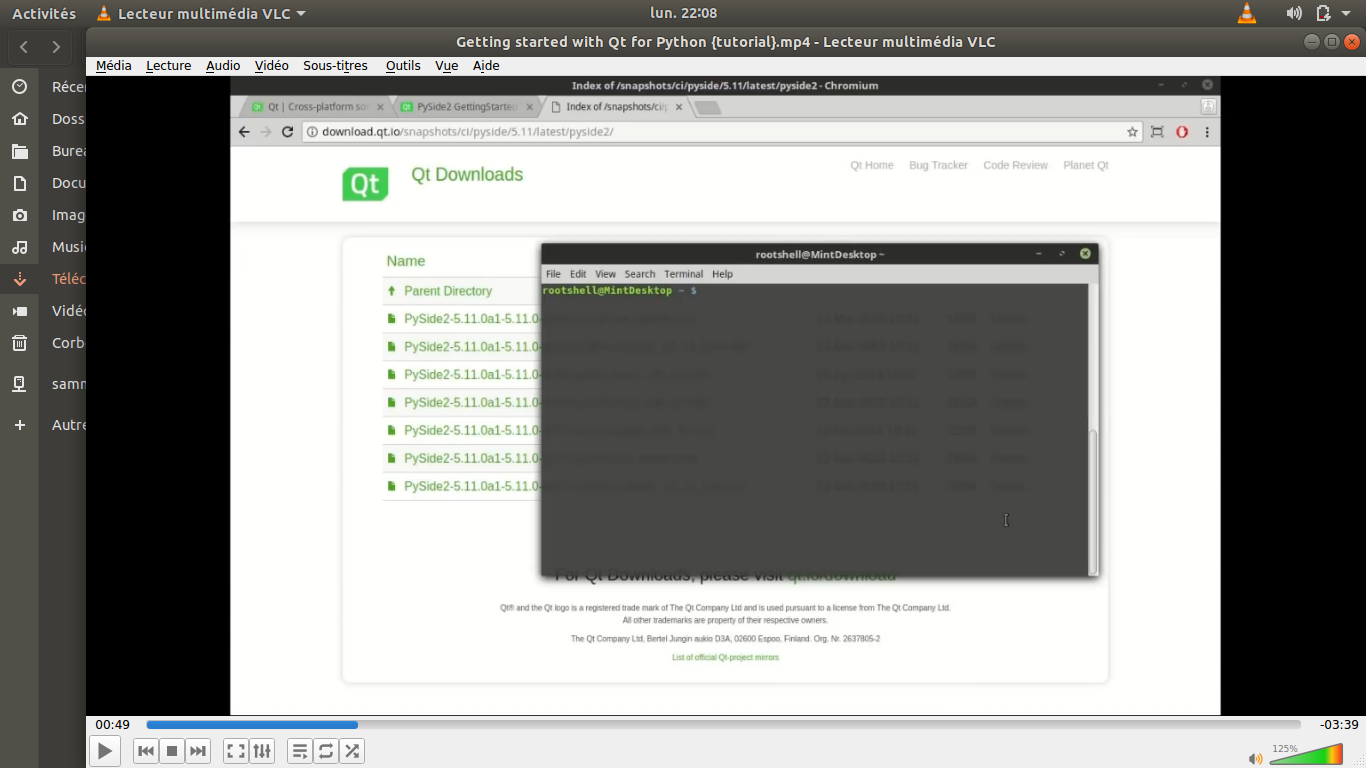 Activités
Lecteur multimédia VLC
lun. 22:08
Getting started with Qt for Python {tutorial}.mp4 - Lecteur multimédia VLC
Média Lecture Audio Vidéo Sous-titres Outils Vue Aide
Réce
Doss
Burea
Docu
Imag
Musi
Téléc
Vidéo
Corb
samm
Autre
Index of /snapshots/ci/pyside/5.11/latest/pyside2 - Chromium
Qt | Cross-platform sof
PySide2 GettingStarted
Index of /snapshots/ci/p
download.qt.io/snapshots/ci/pyside/5.11/latest/pyside2/
Qt
Qt Downloads
Qt Home Bug Tracker Code Review Planet Qt
Name
Parent Directory
PySide2-5.11.0a1-5.11.0-
PySide2-5.11.0a1-5.11.0-
PySide2-5.11.0a1-5.11.0-
PySide2-5.11.0a1-5.11.0-
PySide2-5.11.0a1-5.11.0-
PySide2-5.11.0a1-5.11.0-
PySide2-5.11.0a1-5.11.0-
rootshell@MintDesktop ~
File Edit View Search Terminal Help
rootshell@MintDesktop ~ $
For Qt Downloads, please visit qt.io/download
Qt® and the Qt logo is a registered trade mark of The Qt Company Ltd and is used pursuant to a license from The Qt Company Ltd.
All other trademarks are property of their respective owners.
The Qt Company Ltd, Bertel Jungin aukio D3A, 02600 Espoo, Finland. Org. Nr. 2637805-2
List of official Qt-project mirrors
00:49
-03:39
125%